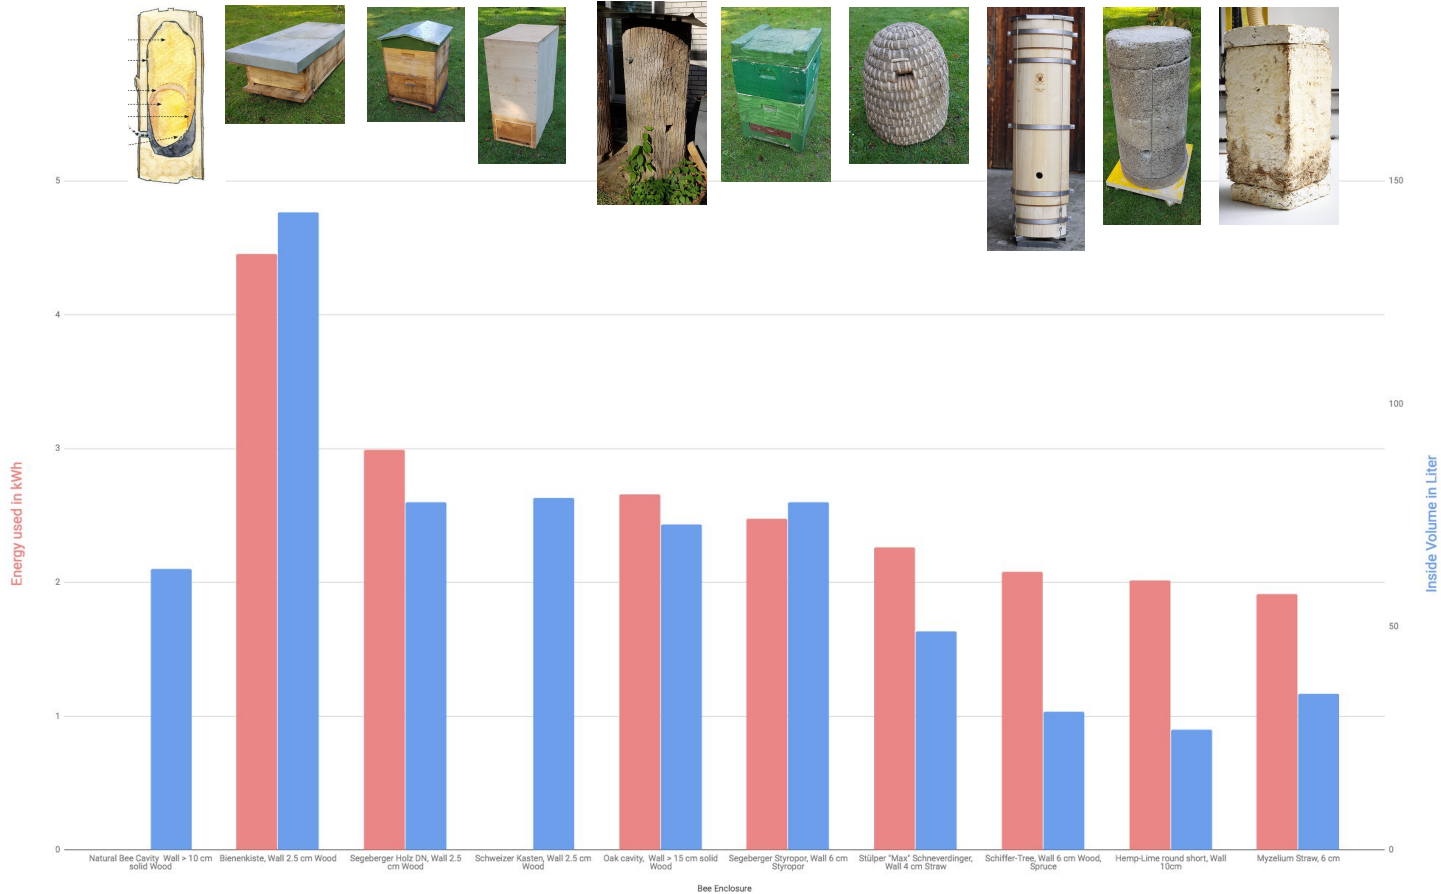 5
150
4
3
2
1
0
100
50
0
Energy used in kWh
Inside Volume in Liter
Natural Bee Cavity Wall > 10 cm
solid Wood
Bienenkiste, Wall 2.5 cm Wood
Segeberger Holz DN, Wall 2.5
cm Wood
Schweizer Kasten, Wall 2.5 cm
Wood
Oak cavity, Wall > 15 cm solid
Wood
Segeberger Styropor, Wall 6 cm
Styropor
Stülper "Max" Schneverdinger,
Wall 4 cm Straw
Schiffer-Tree, Wall 6 cm Wood,
Spruce
Hemp-Lime round short, Wall
10cm
Myzelium Straw, 6 cm
Bee Enclosure